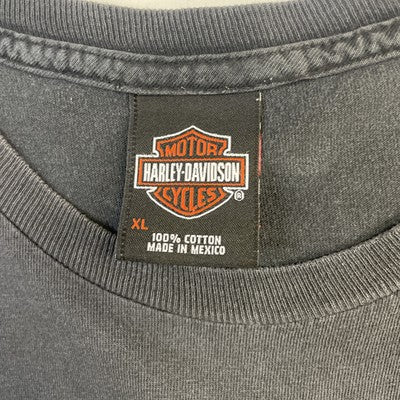 MOTOR
HARLEY-DAVIDSON
CYCLES
®
XL
100% COTTON
MADE IN MEXICO